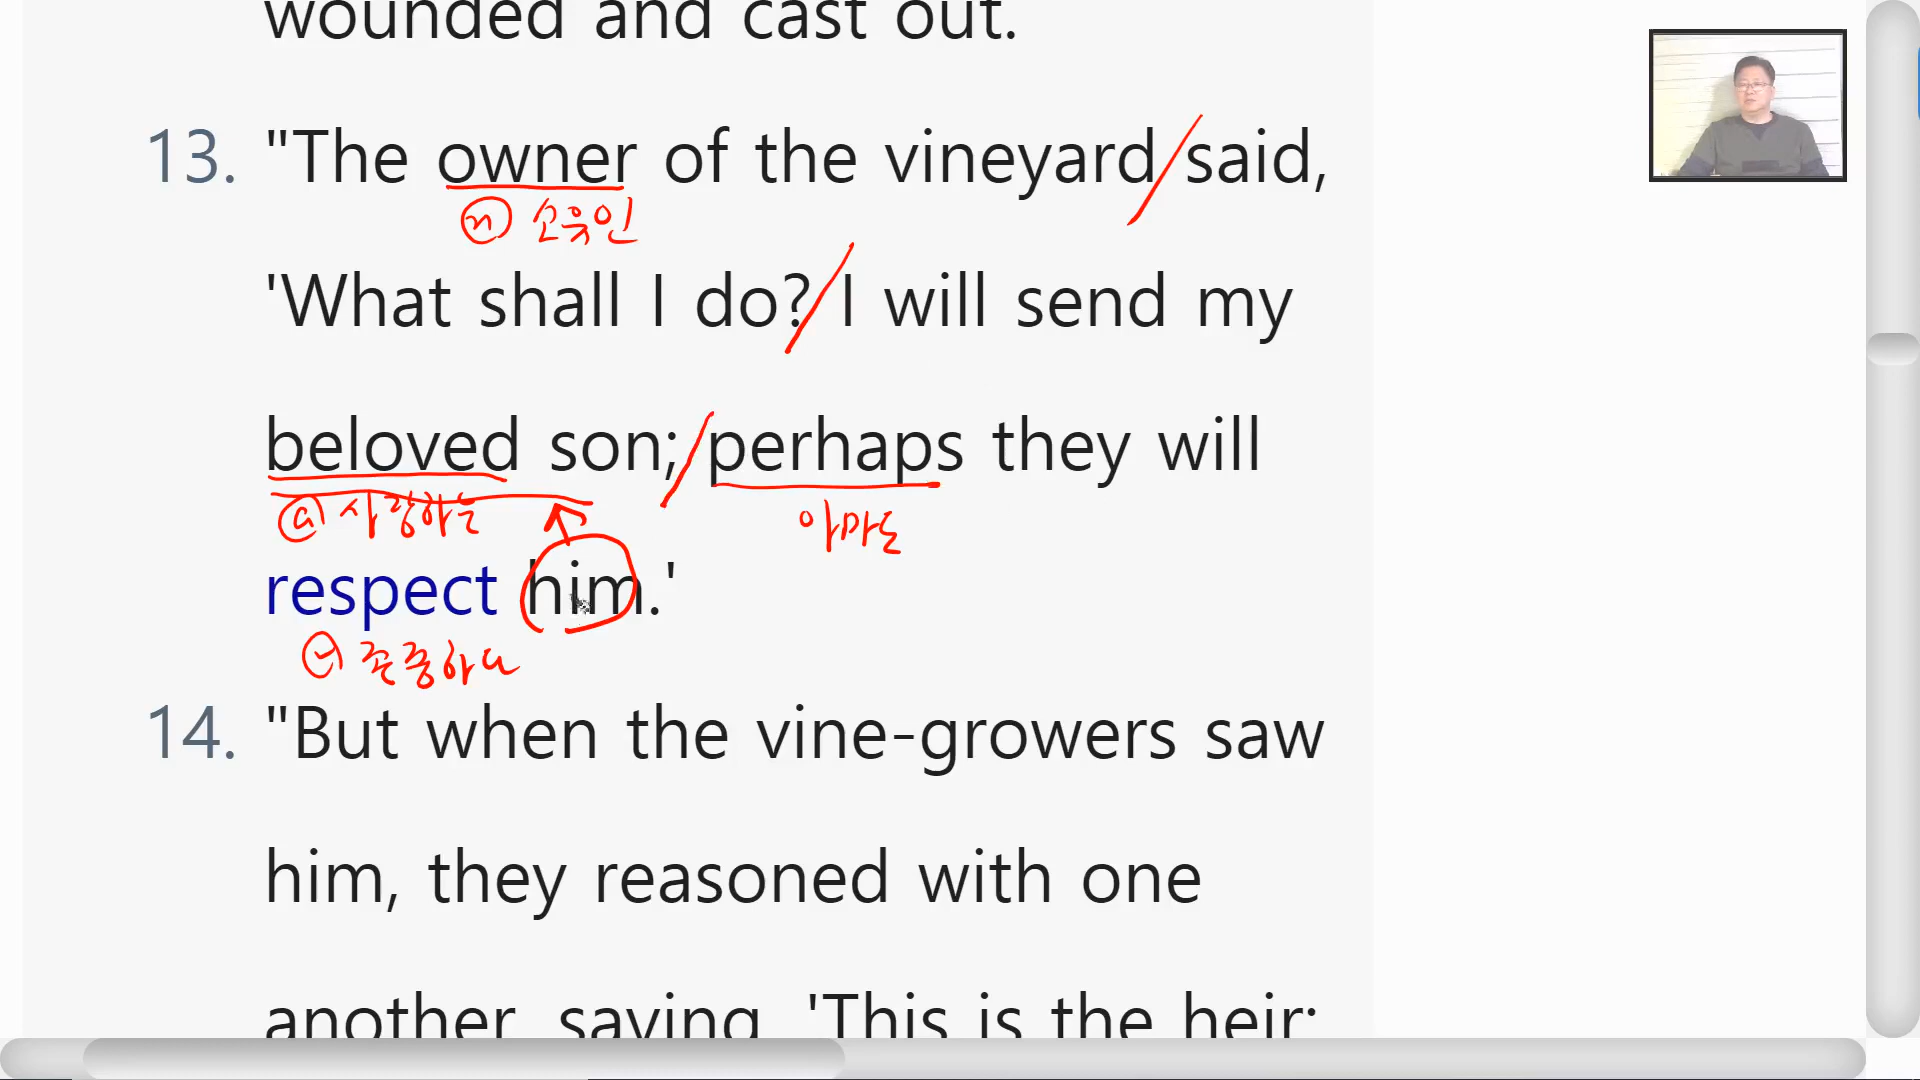 wounded and cast out.
13. "The owner of the vineyard said,
ⓝ 소유인
'What shall I do? I will send my
beloved son; perhaps they will
ⓐ 사랑하는 아마도
respect him.'
ⓥ 존중하다
14. "But when the vine-growers saw
him, they reasoned with one
another, saying, 'This is the heir;